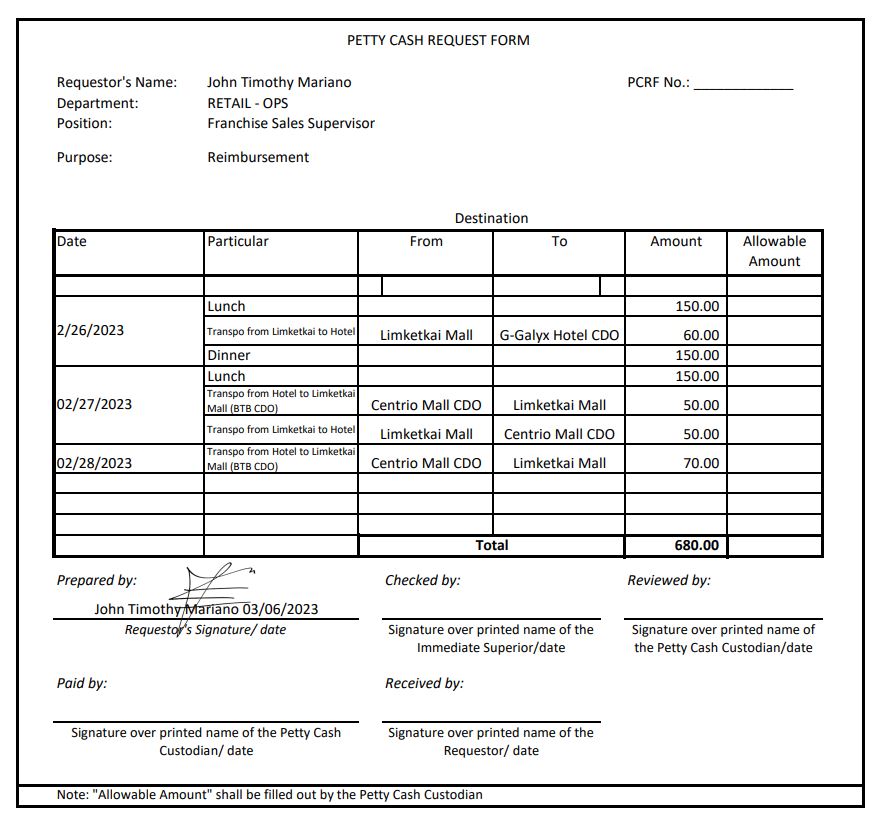 PETTY CASH REQUEST FORM
Requestor's Name: John Timothy Mariano PCRF No.: _____________
Department: RETAIL - OPS
Position: Franchise Sales Supervisor
Purpose: Reimbursement
Destination
Date Particular From To Amount Allowable
Amount
Lunch 150.00
2/26/2023 Transpo from Limketkai to Hotel Limketkai Mall G-Galyx Hotel CDO 60.00
Dinner 150.00
Lunch 150.00
02/27/2023 Transpo from Hotel to Limketkai
Mall (BTB CDO) Centrio Mall CDO Limketkai Mall 50.00
Transpo from Limketkai to Hotel Limketkai Mall Centrio Mall CDO 50.00
02/28/2023 Transpo from Hotel to Limketkai
Mall (BTB CDO) Centrio Mall CDO Limketkai Mall 70.00
Total 680.00
Prepared by: Checked by: Reviewed by:
John Timothy Mariano 03/06/2023
Requestor's Signature/ date Signature over printed name of the Signature over printed name of
Immediate Superior/date the Petty Cash Custodian/date
Paid by: Received by:
Signature over printed name of the Petty Cash Signature over printed name of the
Custodian/ date Requestor/ date
Note: "Allowable Amount" shall be filled out by the Petty Cash Custodian